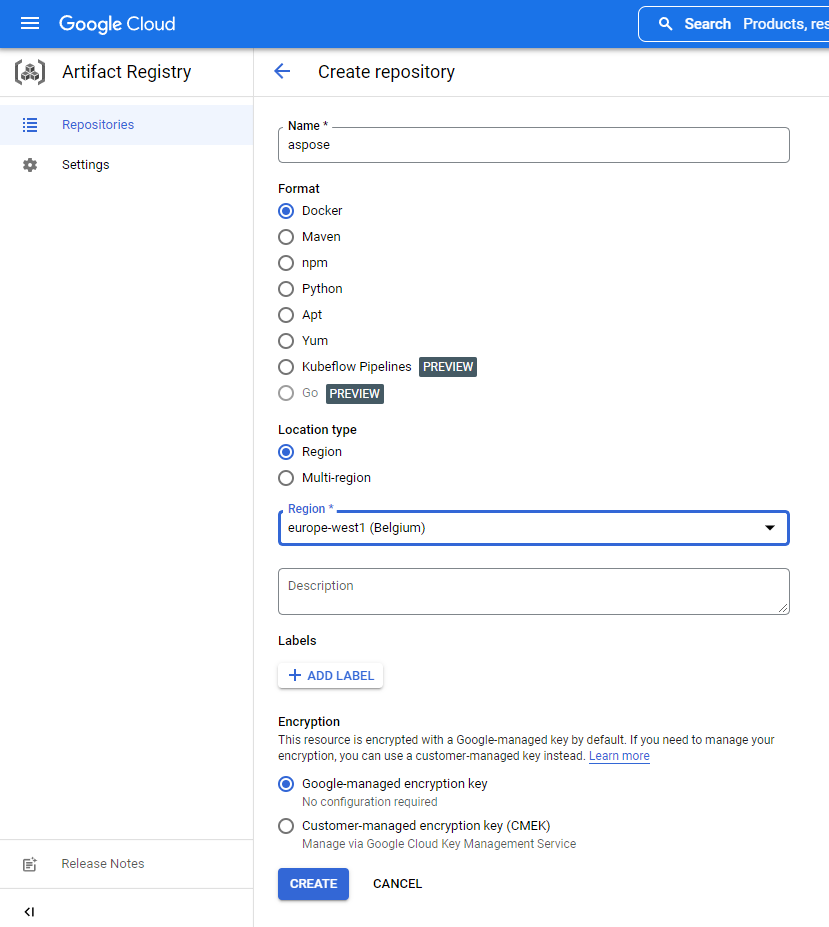 Google Cloud
Search Products, res
Artifact Registry
Create repository
Repositories
Settings
Name *
aspose
Format
Docker
Maven
npm
Python
Apt
Yum
Kubeflow Pipelines PREVIEW
Go PREVIEW
Location type
Region
Multi-region
Region *
europe-west1 (Belgium)
Description
Labels
ADD LABEL
Encryption
This resource is encrypted with a Google-managed key by default. If you need to manage your
encryption, you can use a customer-managed key instead. Learn more
Google-managed encryption key
No configuration required
Customer-managed encryption key (CMEK)
Manage via Google Cloud Key Management Service
Release Notes
CREATE CANCEL